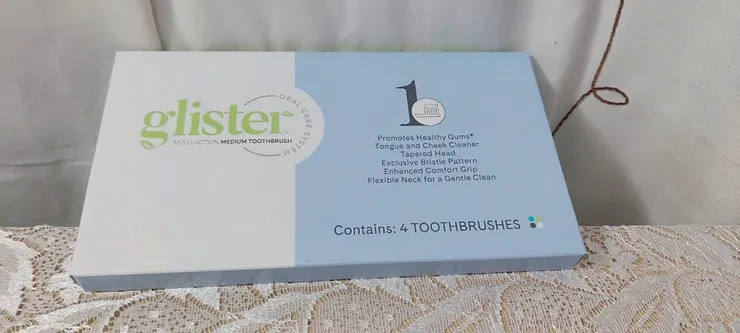 glister™
MULTI-ACTION MEDIUM TOOTHBRUSH
ORAL CARE SYSTEM
1
Promotes Healthy Gums*
Tongue and Cheek Cleaner
Tapered Head
Exclusive Bristle Pattern
Enhanced Comfort Grip
Flexible Neck for a Gentle Clean
Contains: 4 TOOTHBRUSHES